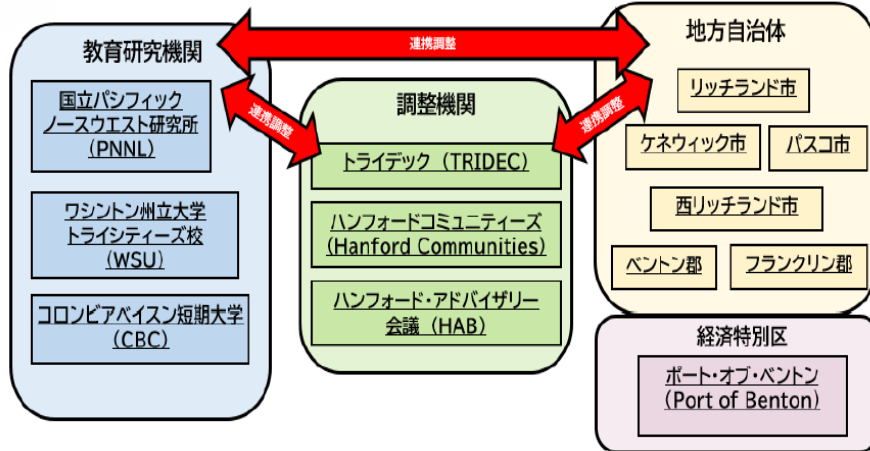 連携調整
教育研究機関
国立パシフィック
ノースウエスト研究所
(PNNL)
ワシントン州立大学
トライシティーズ校
(WSU)
コロンビアベイスン短期大学
(CBC)
連携調整
調整機関
トライデック（TRIDEC）
ハンフォードコミュニティーズ
(Hanford Communities)
ハンフォード・アドバイザリー
会議（HAB）
連携調整
地方自治体
リッチランド市
ケネウィック市
パスコ市
西リッチランド市
ベントン郡
フランクリン郡
経済特別区
ポート・オブ・ベントン
（Port of Benton）